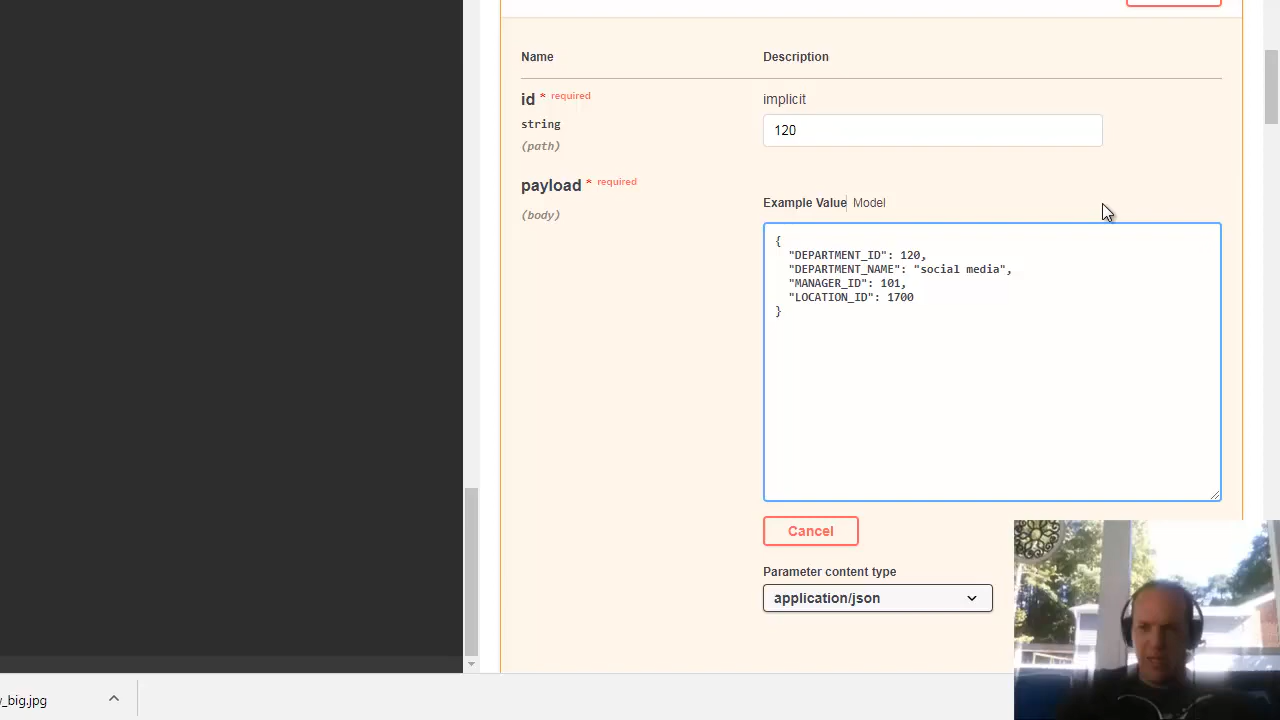 Name Description
id * required
implicit
string
120
(path)
payload * required
(body)
Example Value Model
{
"DEPARTMENT_ID": 120,
"DEPARTMENT_NAME": "social media",
"MANAGER_ID": 101,
"LOCATION_ID": 1700
}
Cancel
Parameter content type
application/json
_big.jpg